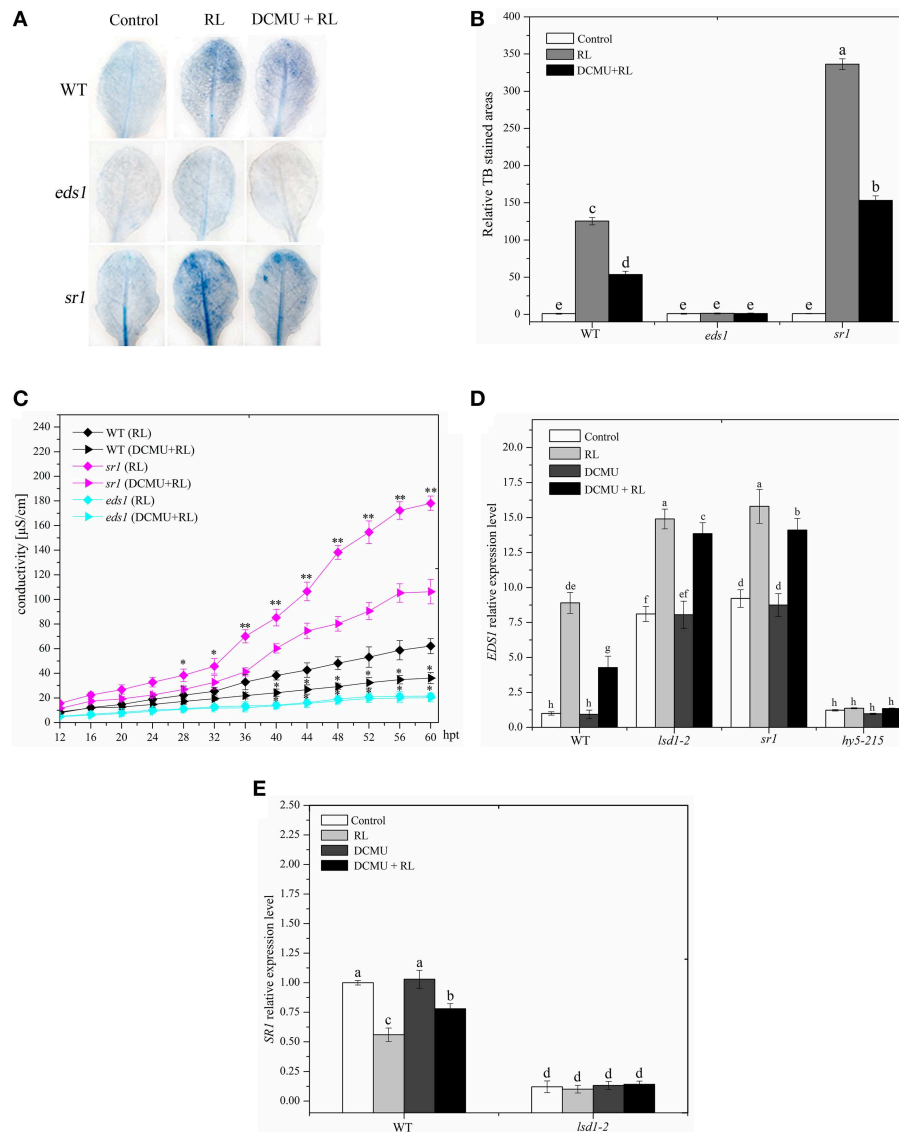 A
Control RL DCMU + RL
WT
eds1
sr1
B
Control
RL
DCMU+RL
Relative TB stained areas
400
350
300
250
200
150
100
50
0
e c d
e e e
e a b
WT eds1 sr1
C
WT (RL)
WT (DCMU+RL)
sr1 (RL)
sr1 (DCMU+RL)
eds1 (RL)
eds1 (DCMU+RL)
conductivity [µS/cm]
240
220
200
180
160
140
120
100
80
60
40
20
0
* * ** ** ** ** ** ** **
* * * * * *
* * * * * *
12 16 20 24 28 32 36 40 44 48 52 56 60 hpt
D
Control
RL
DCMU
DCMU + RL
EDS1 relative expression level
20.0
17.5
15.0
12.5
10.0
7.5
5.0
2.5
0.0
h de h g
f a ef c
d a d b
h h h h
WT lsd1-2 sr1 hy5-215
E
Control
RL
DCMU
DCMU + RL
SR1 relative expression level
2.50
2.25
2.00
1.75
1.50
1.25
1.00
0.75
0.50
0.25
0.00
a c a b
d d d d
WT lsd1-2